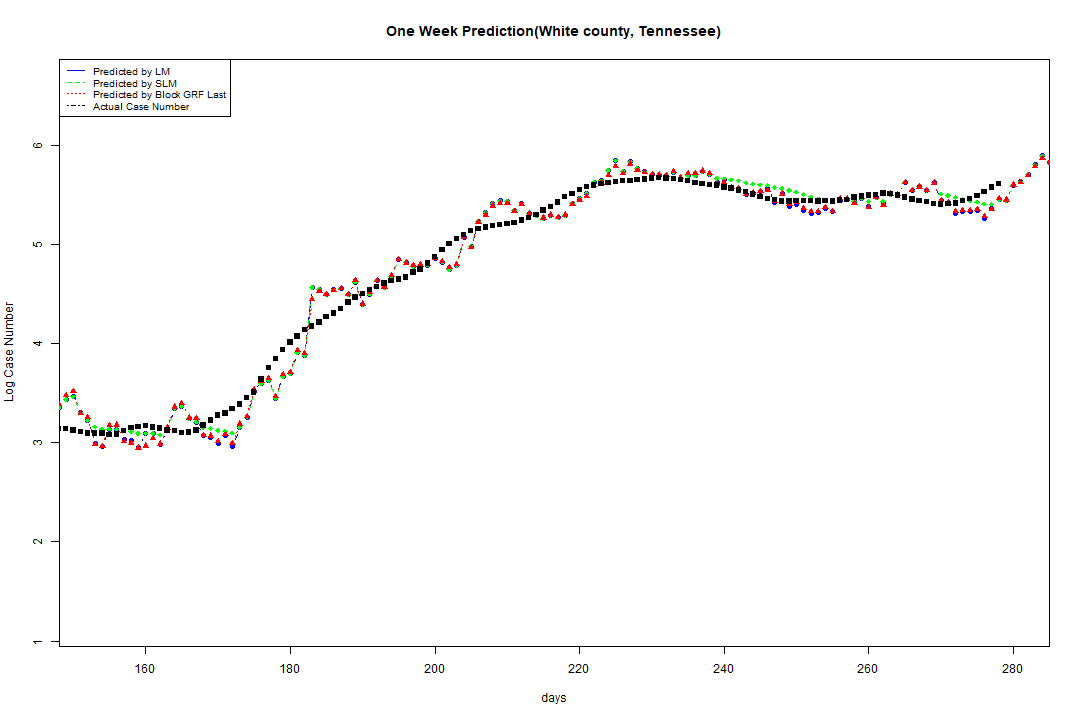 One Week Prediction(White county, Tennessee)
Predicted by LM
Predicted by SLM
Predicted by Block GRF Last
Actual Case Number
Log Case Number
6
5
4
3
2
1
160 180 200 220 240 260 280
days